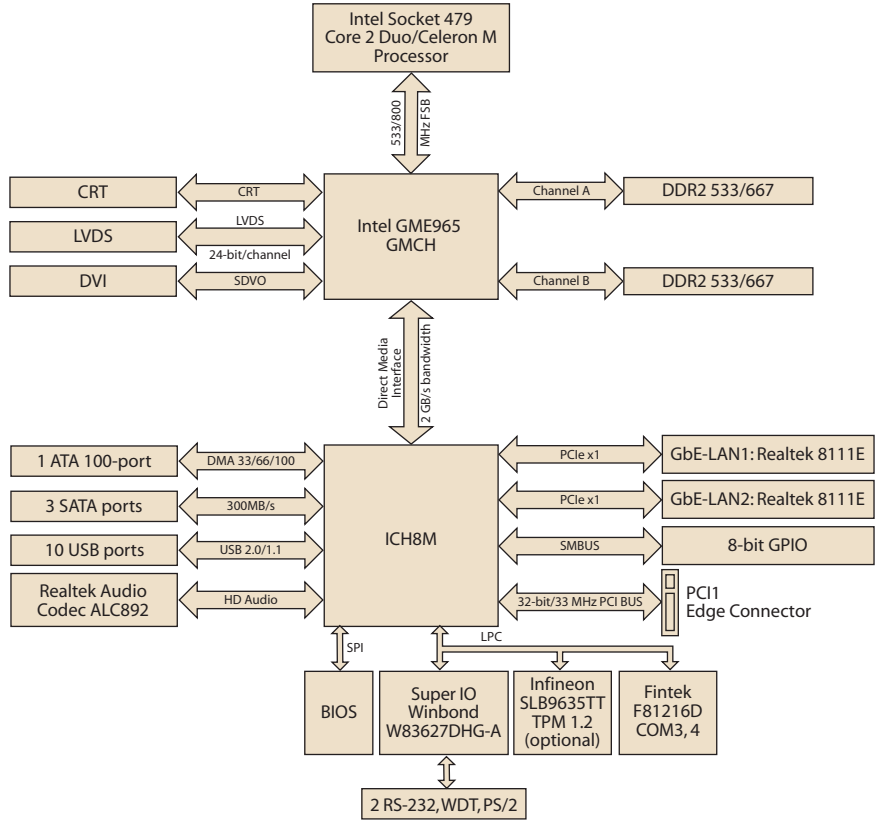 Intel Socket 479
Core 2 Duo/Celeron M
Processor
533/800
MHz FSB
CRT
CRT
LVDS
LVDS
24-bit/channel
DVI
SDVO
Intel GME965
GMCH
Channel A
DDR2 533/667
Channel B
DDR2 533/667
Direct Media
Interface
2 GB/s bandwidth
1 ATA 100-port
DMA 33/66/100
3 SATA ports
300MB/s
10 USB ports
USB 2.0/1.1
Realtek Audio
Codec ALC892
HD Audio
ICH8M
PCIe x1
GbE-LAN1: Realtek 8111E
PCIe x1
GbE-LAN2: Realtek 8111E
SMBUS
8-bit GPIO
32-bit/33 MHz PCI BUS
PCI1
Edge Connector
SPI
LPC
BIOS
Super IO
Winbond
W83627DHG-A
Infineon
SLB9635TT
TPM 1.2
(optional)
Fintek
F81216D
COM3, 4
2 RS-232, WDT, PS/2